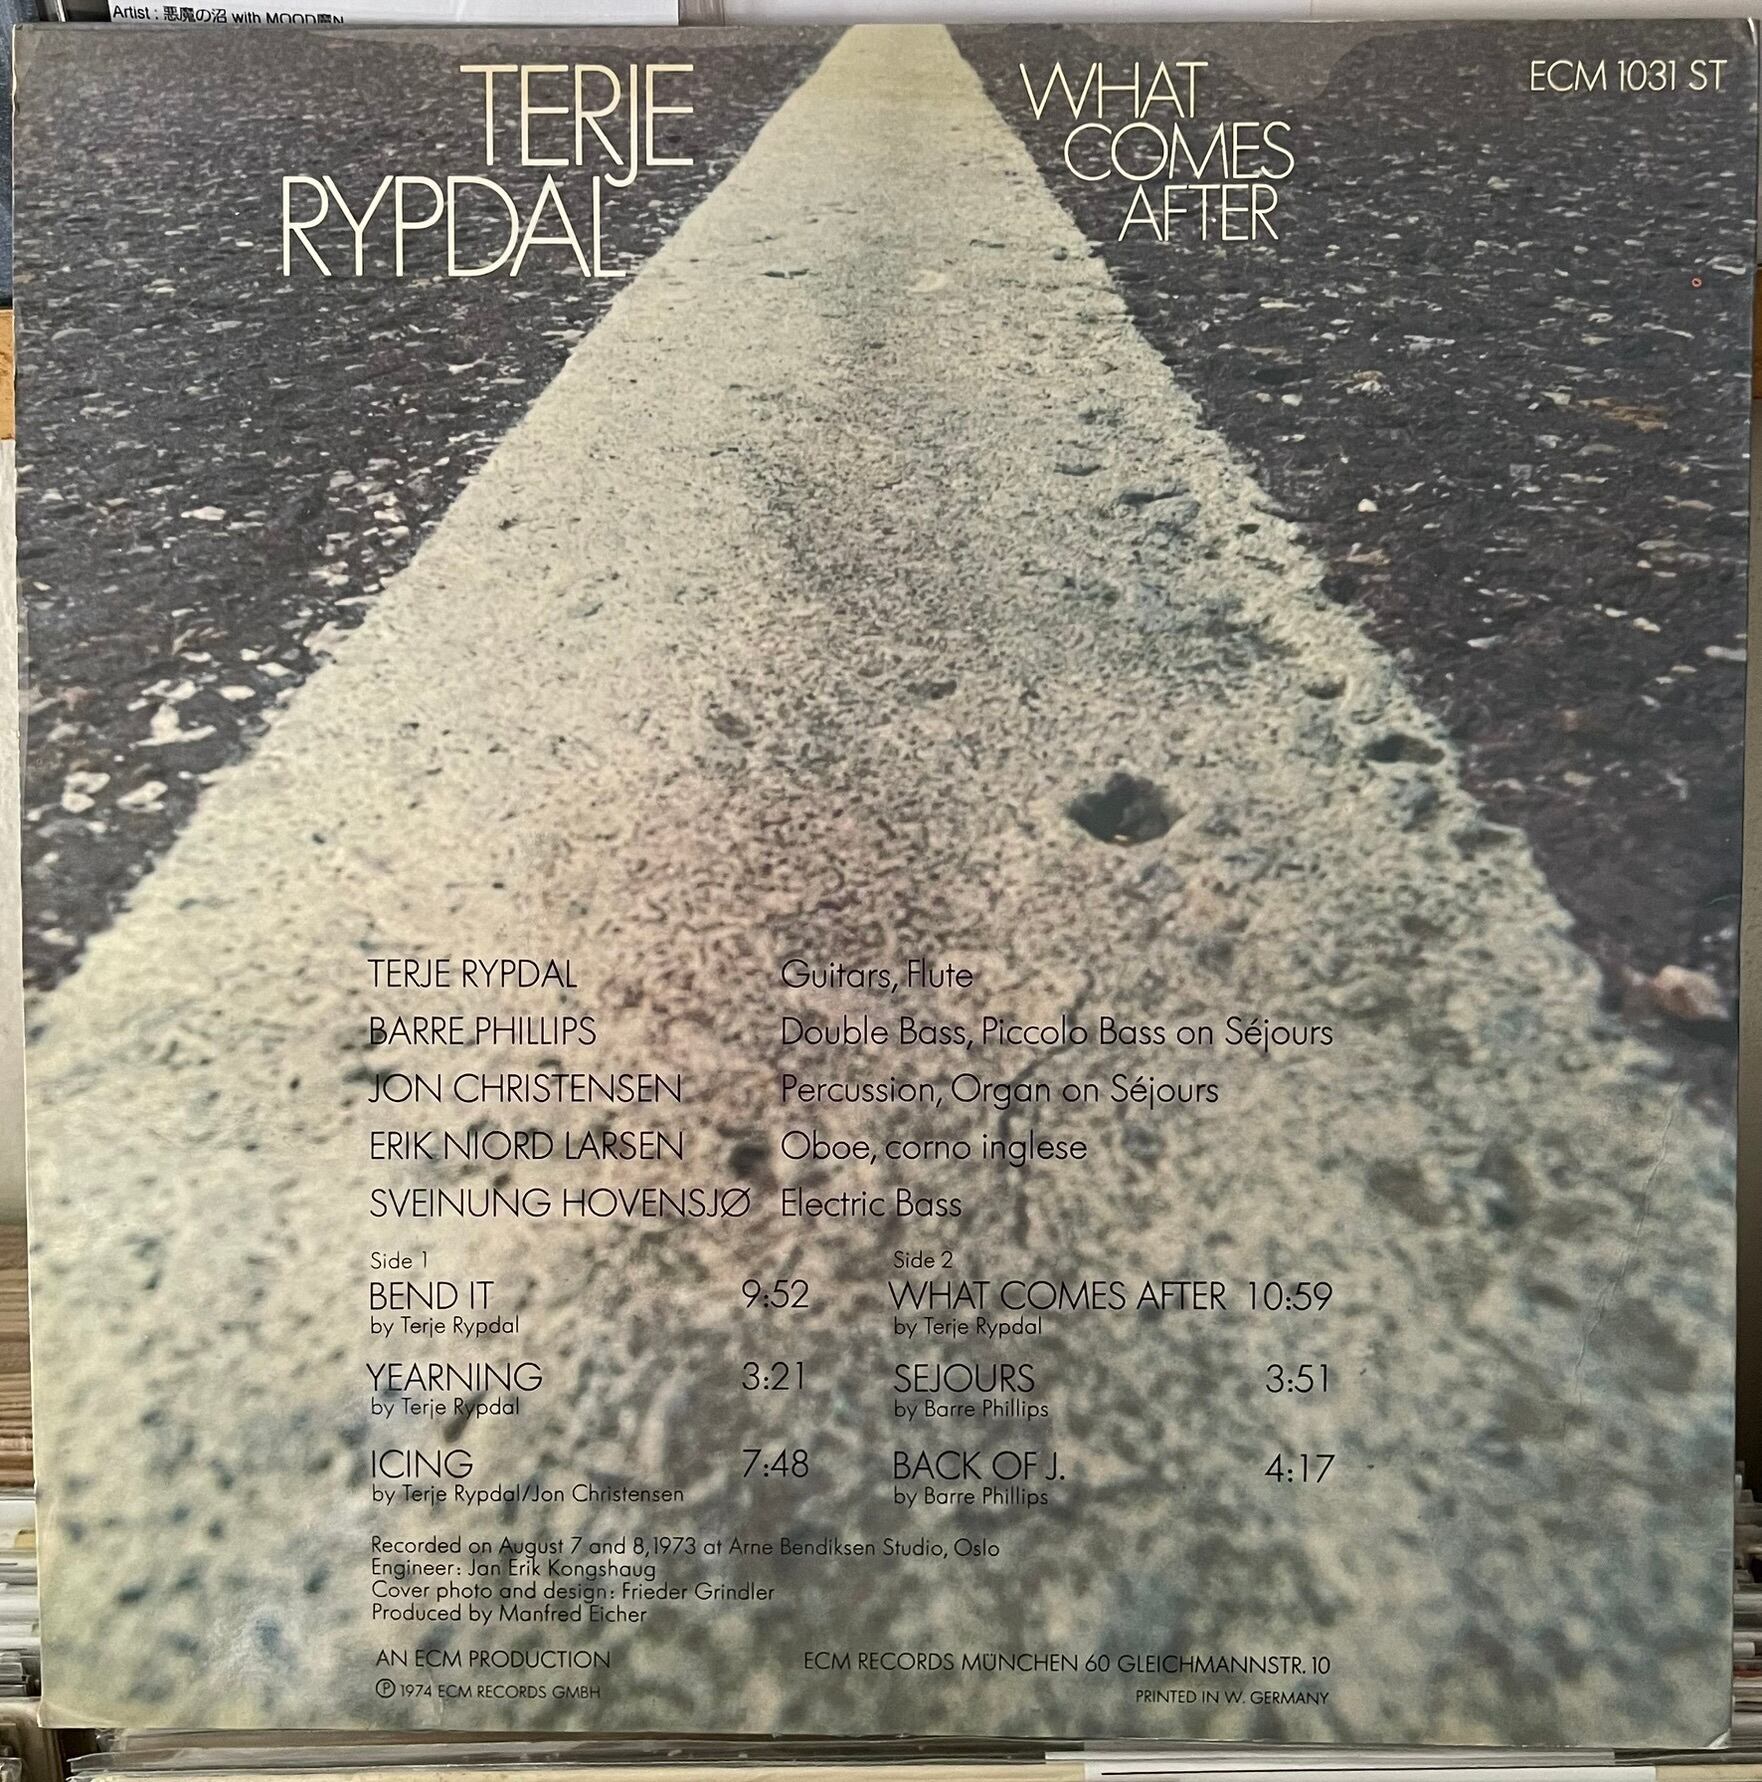 Artist : 悪魔の沼 with MOOD魔N
TERJE
RYPDAL
WHAT
COMES
AFTER
ECM 1031 ST
TERJE RYPDAL Guitars, Flute
BARRE PHILLIPS Double Bass, Piccolo Bass on Séjours
JON CHRISTENSEN Percussion, Organ on Séjours
ERIK NIORD LARSEN Oboe, corno inglese
SVEINUNG HOVENSJØ Electric Bass
Side 1
BEND IT 9:52
by Terje Rypdal
YEARNING 3:21
by Terje Rypdal
ICING 7:48
by Terje Rypdal/Jon Christensen
Side 2
WHAT COMES AFTER 10:59
by Terje Rypdal
SEJOURS 3:51
by Barre Phillips
BACK OF J. 4:17
by Barre Phillips
Recorded on August 7 and 8,1973 at Arne Bendiksen Studio, Oslo
Engineer: Jan Erik Kongshaug
Cover photo and design: Frieder Grindler
Produced by Manfred Eicher
AN ECM PRODUCTION
Ⓟ 1974 ECM RECORDS GMBH
ECM RECORDS MÜNCHEN 60 GLEICHMANNSTR. 10
PRINTED IN W. GERMANY